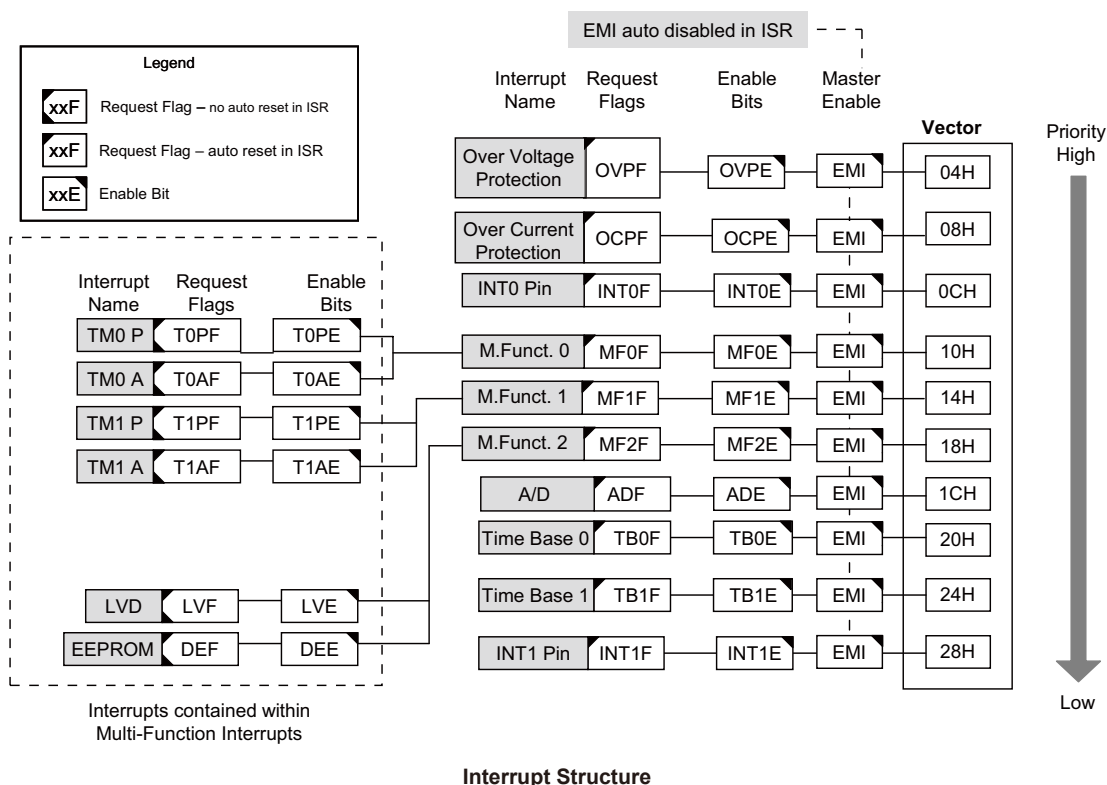 EMI auto disabled in ISR
Legend
xxF Request Flag – no auto reset in ISR
xxF Request Flag – auto reset in ISR
xxE Enable Bit
Interrupt Name Request Flags Enable Bits Master Enable
Vector
Priority High
Over Voltage Protection OVPF OVPE EMI 04H
Over Current Protection OCPF OCPE EMI 08H
INT0 Pin INT0F INT0E EMI 0CH
M.Funct. 0 MF0F MF0E EMI 10H
M.Funct. 1 MF1F MF1E EMI 14H
M.Funct. 2 MF2F MF2E EMI 18H
A/D ADF ADE EMI 1CH
Time Base 0 TB0F TB0E EMI 20H
Time Base 1 TB1F TB1E EMI 24H
INT1 Pin INT1F INT1E EMI 28H
Low
Interrupt Name Request Flags Enable Bits
TM0 P T0PF T0PE
TM0 A T0AF T0AE
TM1 P T1PF T1PE
TM1 A T1AF T1AE
LVD LVF LVE
EEPROM DEF DEE
Interrupts contained within
Multi-Function Interrupts
Interrupt Structure